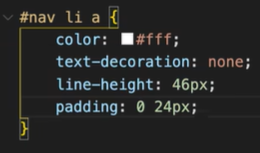 #nav li a {
color: #fff;
text-decoration: none;
line-height: 46px;
padding: 0 24px;
}